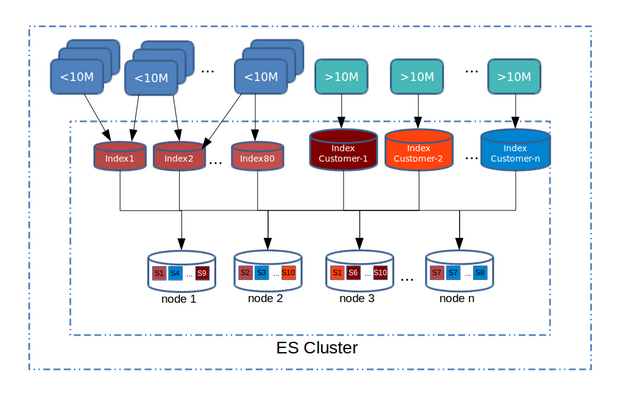 <10M
<10M
...
<10M
>10M
>10M
...
>10M
Index1
Index2
...
Index80
Index
Customer-1
Index
Customer-2
...
Index
Customer-n
S1 S4 ... S9
S2 S3 ... S10
S1 S6 ... S10
...
S7 S7 ... S8
node 1
node 2
node 3
node n
ES Cluster